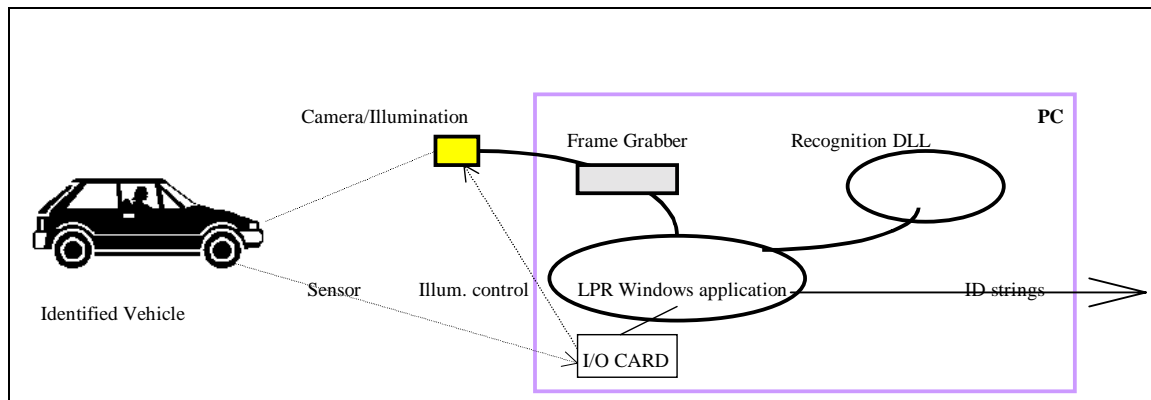 PC
Camera/Illumination
Frame Grabber
Recognition DLL
Sensor
Illum. control
LPR Windows application
ID strings
Identified Vehicle
I/O CARD